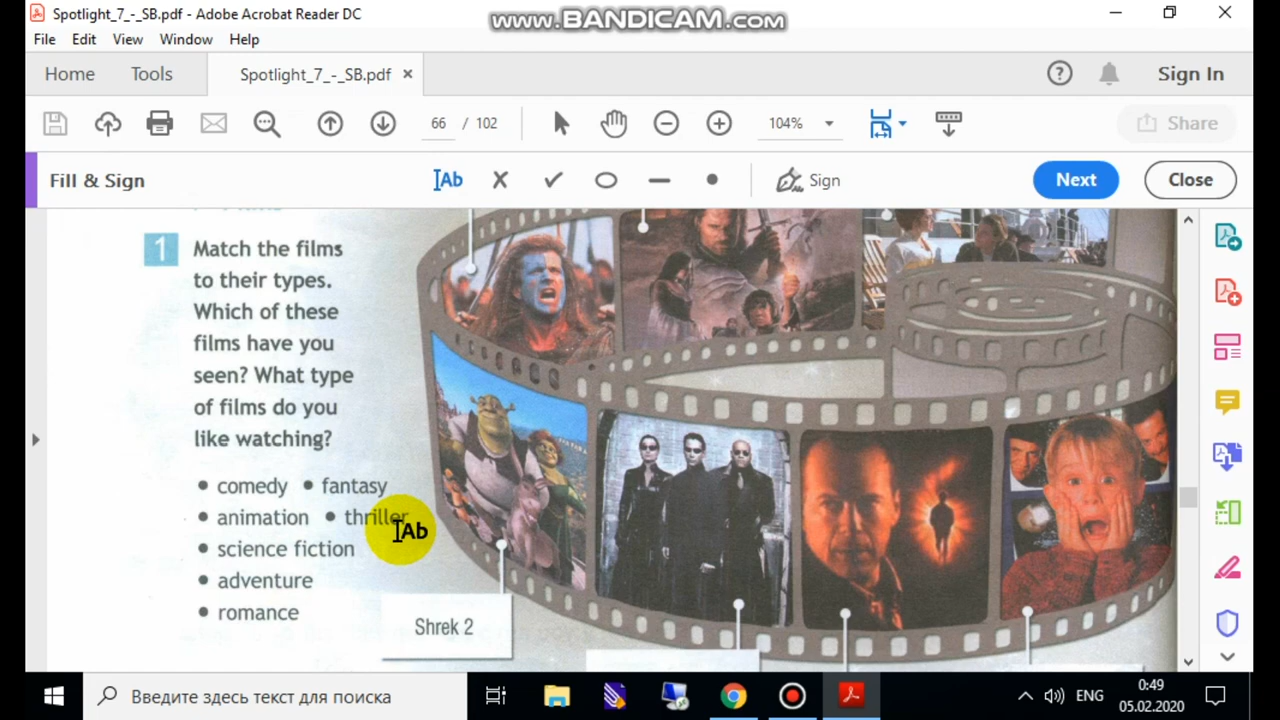 Spotlight_7_-_SB.pdf - Adobe Acrobat Reader DC
www.BANDICAM.com
File Edit View Window Help
Home Tools Spotlight_7_-_SB.pdf × Sign In
66 / 102 104% Share
Fill & Sign Ab Sign Next Close
1 Match the films
to their types.
Which of these
films have you
seen? What type
of films do you
like watching?
• comedy • fantasy
• animation • thriller
Ab
• science fiction
• adventure
• romance
Shrek 2
Введите здесь текст для поиска
ENG
0:49
05.02.2020